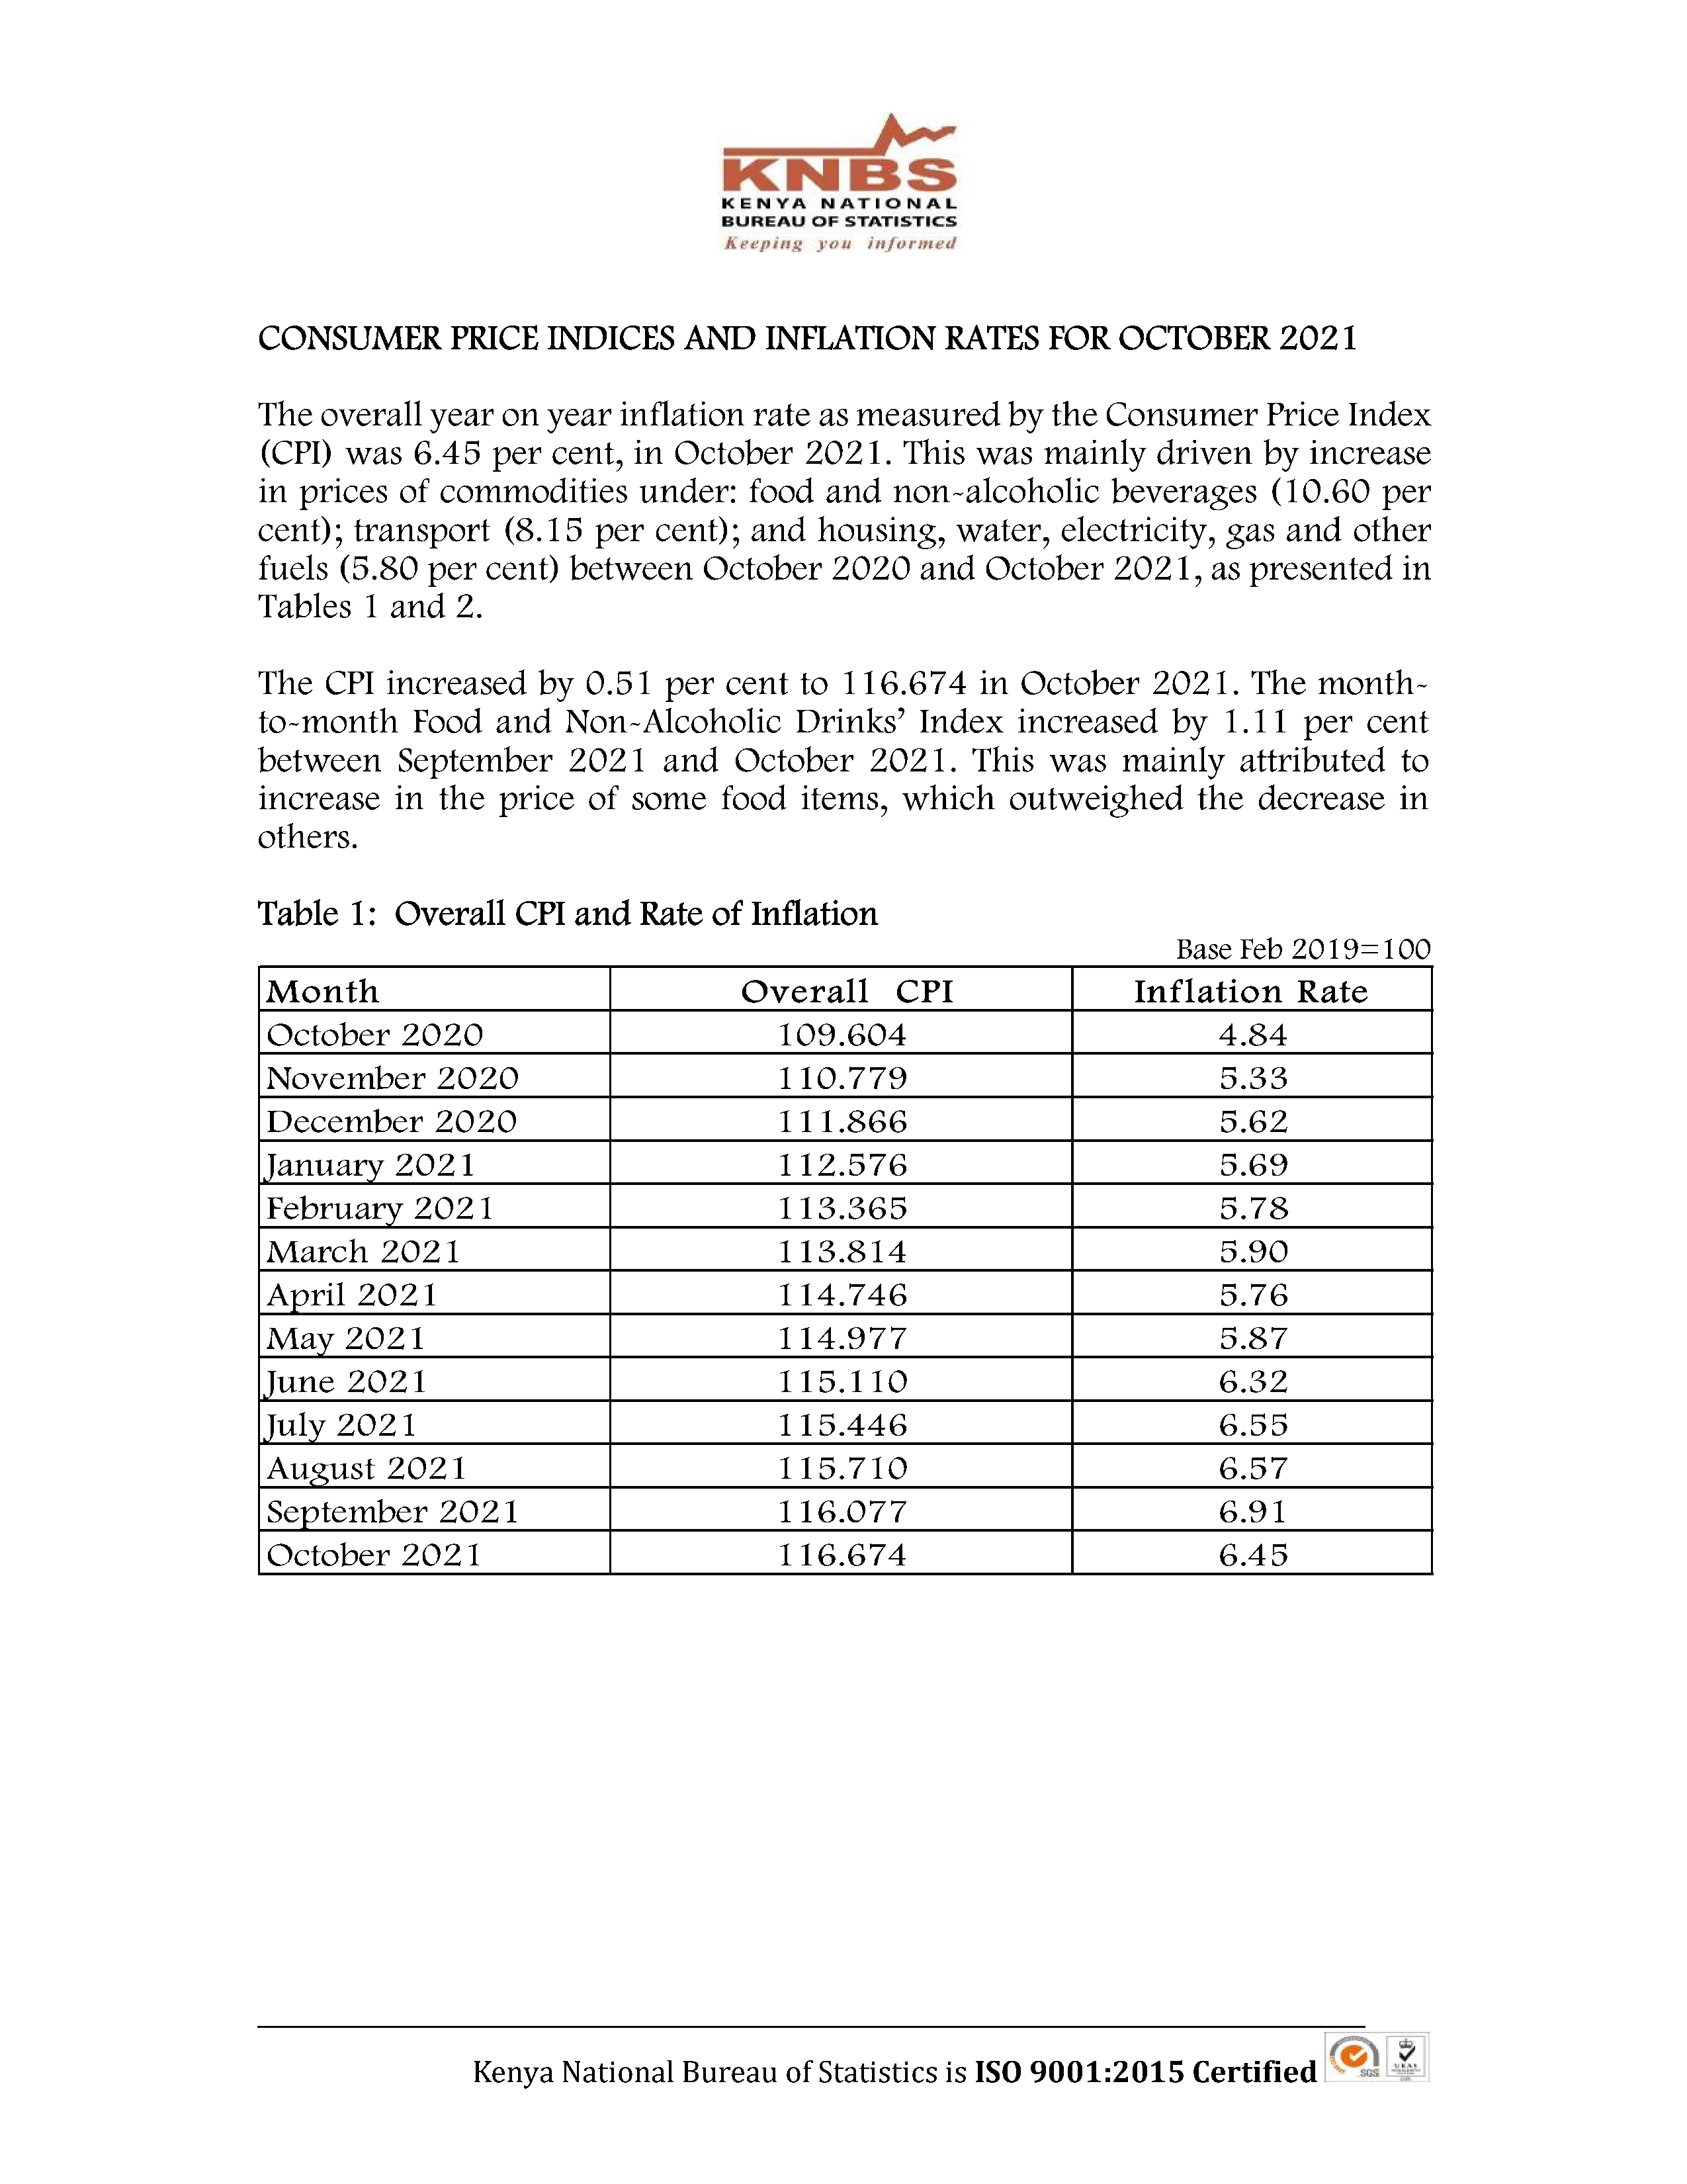 KNBS
KENYA NATIONAL
BUREAU OF STATISTICS
Keeping you informed
CONSUMER PRICE INDICES AND INFLATION RATES FOR OCTOBER 2021
The overall year on year inflation rate as measured by the Consumer Price Index
(CPI) was 6.45 per cent, in October 2021. This was mainly driven by increase
in prices of commodities under: food and non-alcoholic beverages (10.60 per
cent); transport (8.15 per cent); and housing, water, electricity, gas and other
fuels (5.80 per cent) between October 2020 and October 2021, as presented in
Tables 1 and 2.
The CPI increased by 0.51 per cent to 116.674 in October 2021. The month-
to-month Food and Non-Alcoholic Drinks’ Index increased by 1.11 per cent
between September 2021 and October 2021. This was mainly attributed to
increase in the price of some food items, which outweighed the decrease in
others.
Table 1: Overall CPI and Rate of Inflation
Base Feb 2019=100
Month Overall CPI Inflation Rate
October 2020 109.604 4.84
November 2020 110.779 5.33
December 2020 111.866 5.62
January 2021 112.576 5.69
February 2021 113.365 5.78
March 2021 113.814 5.90
April 2021 114.746 5.76
May 2021 114.977 5.87
June 2021 115.110 6.32
July 2021 115.446 6.55
August 2021 115.710 6.57
September 2021 116.077 6.91
October 2021 116.674 6.45
Kenya National Bureau of Statistics is ISO 9001:2015 Certified
SGS
UKAS